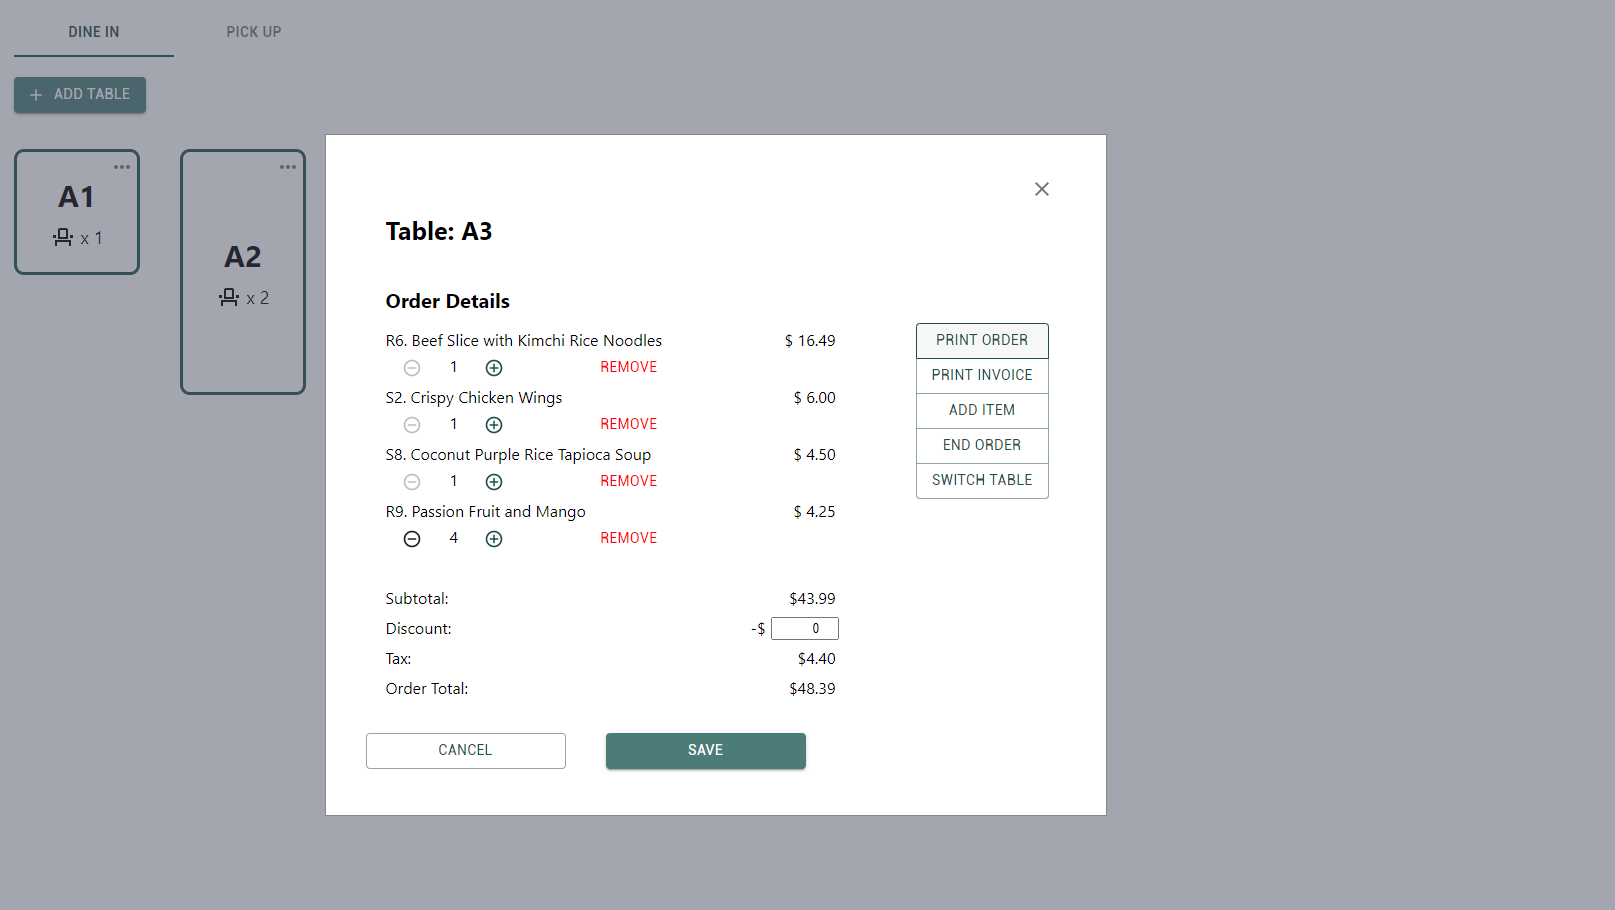 DINE IN
PICK UP
ADD TABLE
A1
x 1
A2
x 2
Table: A3
Order Details
R6. Beef Slice with Kimchi Rice Noodles $ 16.49
1 REMOVE
S2. Crispy Chicken Wings $ 6.00
1 REMOVE
S8. Coconut Purple Rice Tapioca Soup $ 4.50
1 REMOVE
R9. Passion Fruit and Mango $ 4.25
4 REMOVE
Subtotal: $43.99
Discount: -$ 0
Tax: $4.40
Order Total: $48.39
CANCEL
SAVE
PRINT ORDER
PRINT INVOICE
ADD ITEM
END ORDER
SWITCH TABLE